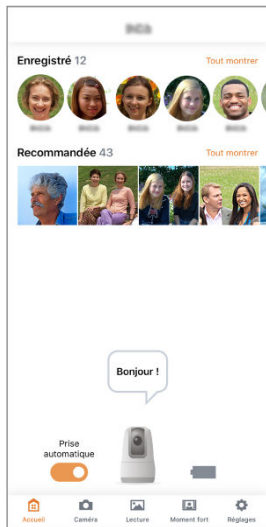 Enregistré 12 Tout montrer
Recommandée 43 Tout montrer
Bonjour !
Prise
automatique
Accueil Caméra Lecture Moment fort Réglages